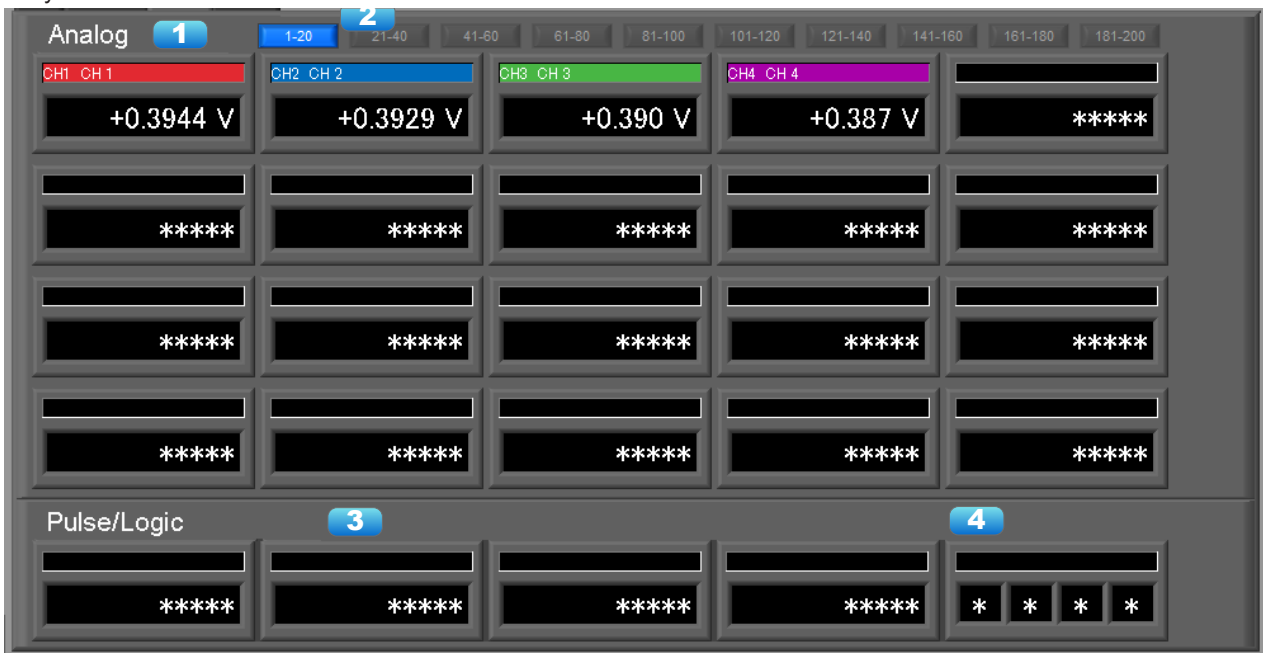 2
Analog 1 1-20 21-40 41-60 61-80 81-100 101-120 121-140 141-160 161-180 181-200
CH1 CH 1 CH2 CH 2 CH3 CH 3 CH4 CH 4
+0.3944 V +0.3929 V +0.390 V +0.387 V *****
***** ***** ***** ***** *****
***** ***** ***** ***** *****
***** ***** ***** ***** *****
Pulse/Logic 3 4
***** ***** ***** ***** * * * *